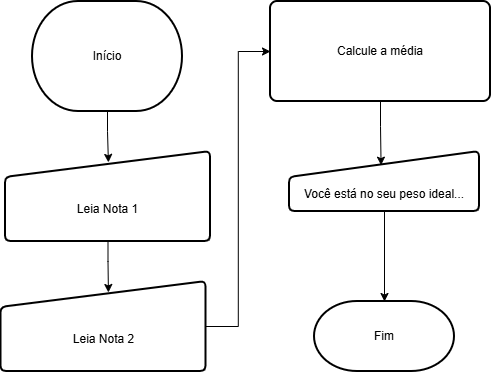 Início
Leia Nota 1
Leia Nota 2
Calcule a média
Você está no seu peso ideal...
Fim